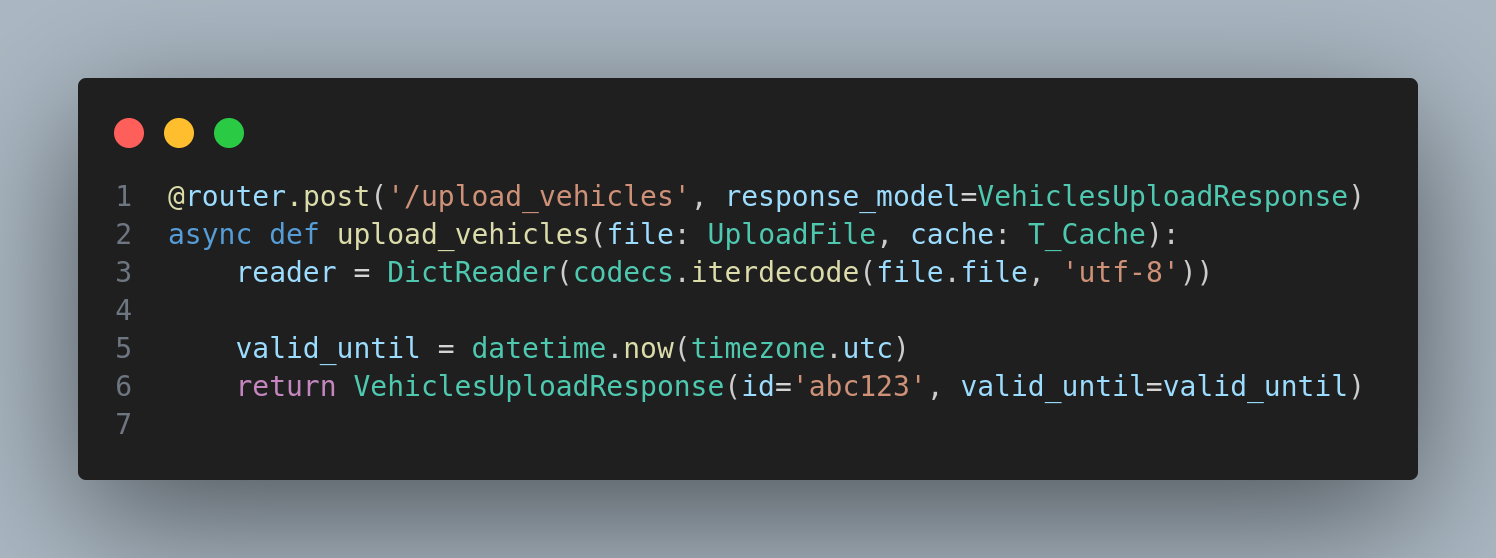 1 @router.post('/upload_vehicles', response_model=VehiclesUploadResponse)
2 async def upload_vehicles(file: UploadFile, cache: T_Cache):
3     reader = DictReader(codecs.iterdecode(file.file, 'utf-8'))
4
5     valid_until = datetime.now(timezone.utc)
6     return VehiclesUploadResponse(id='abc123', valid_until=valid_until)
7